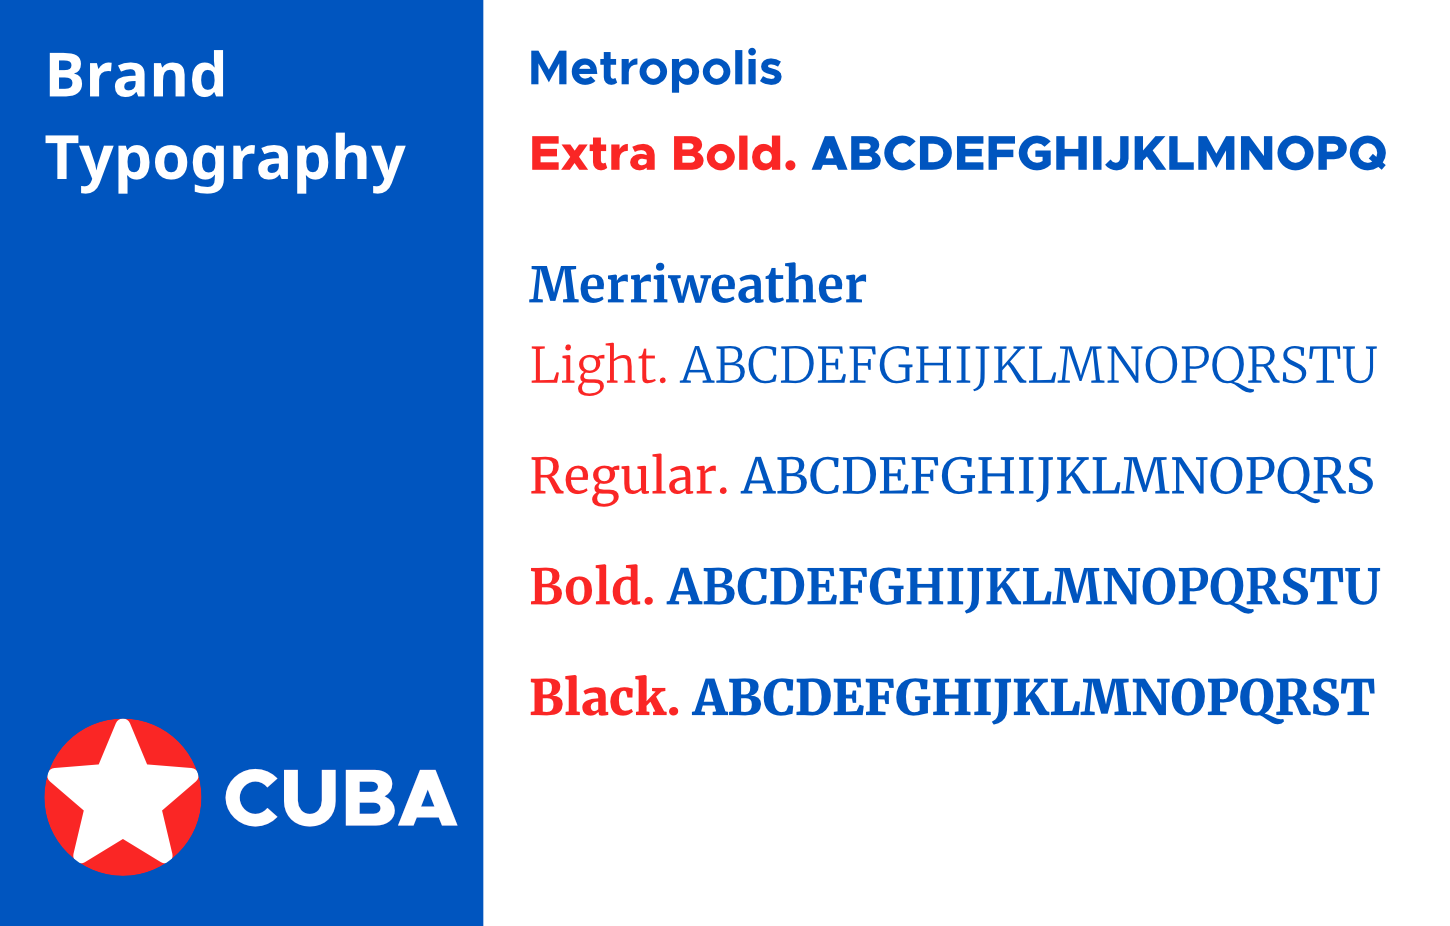 Brand
Typography
Metropolis
Extra Bold. ABCDEFGHIJKLMNOPQ
Merriweather
Light. ABCDEFGHIJKLMNOPQRSTU
Regular. ABCDEFGHIJKLMNOPQRS
Bold. ABCDEFGHIJKLMNOPQRSTU
Black. ABCDEFGHIJKLMNOPQRST
CUBA